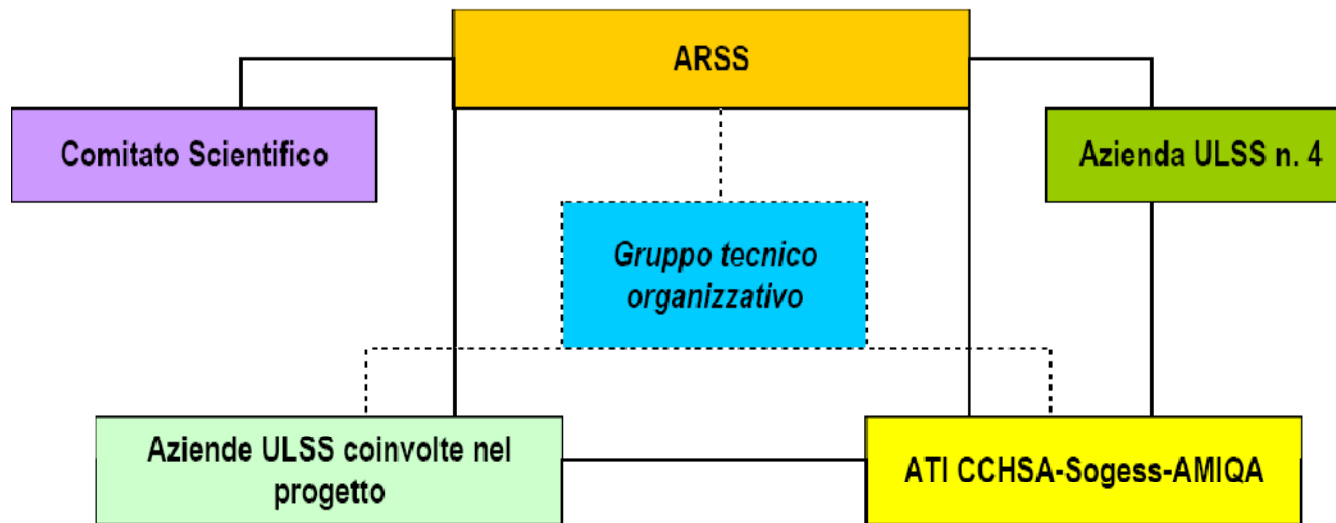 ARSS
Comitato Scientifico
Azienda ULSS n. 4
Gruppo tecnico
organizzativo
Aziende ULSS coinvolte nel
progetto
ATI CCHSA-Sogess-AMIQA